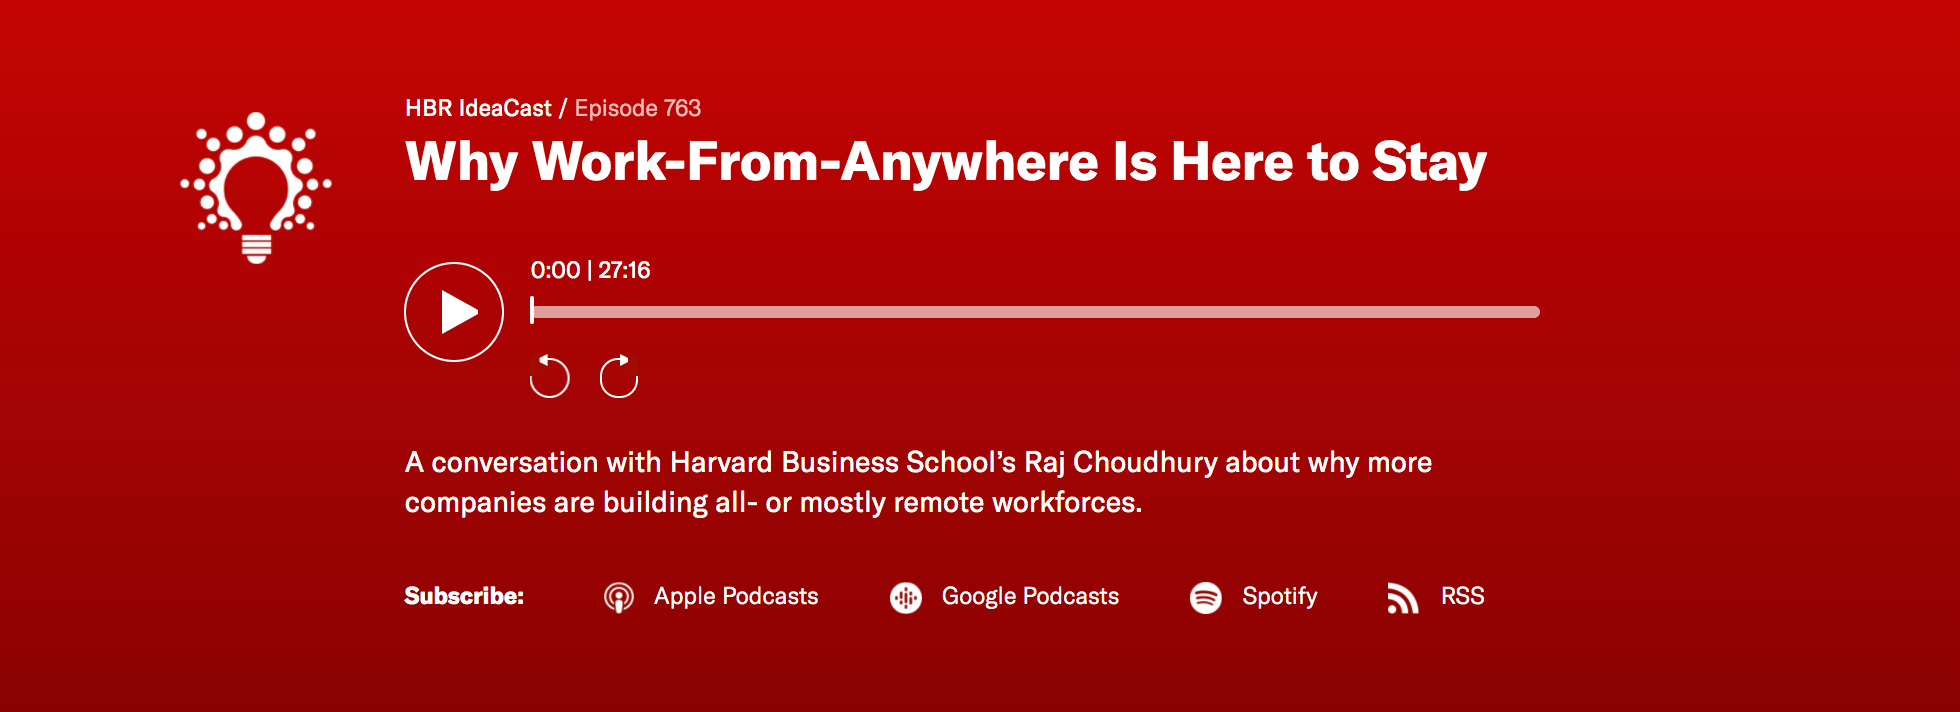 HBR IdeaCast / Episode 763
Why Work-From-Anywhere Is Here to Stay
0:00 | 27:16
A conversation with Harvard Business School’s Raj Choudhury about why more
companies are building all- or mostly remote workforces.
Subscribe: Apple Podcasts Google Podcasts Spotify RSS